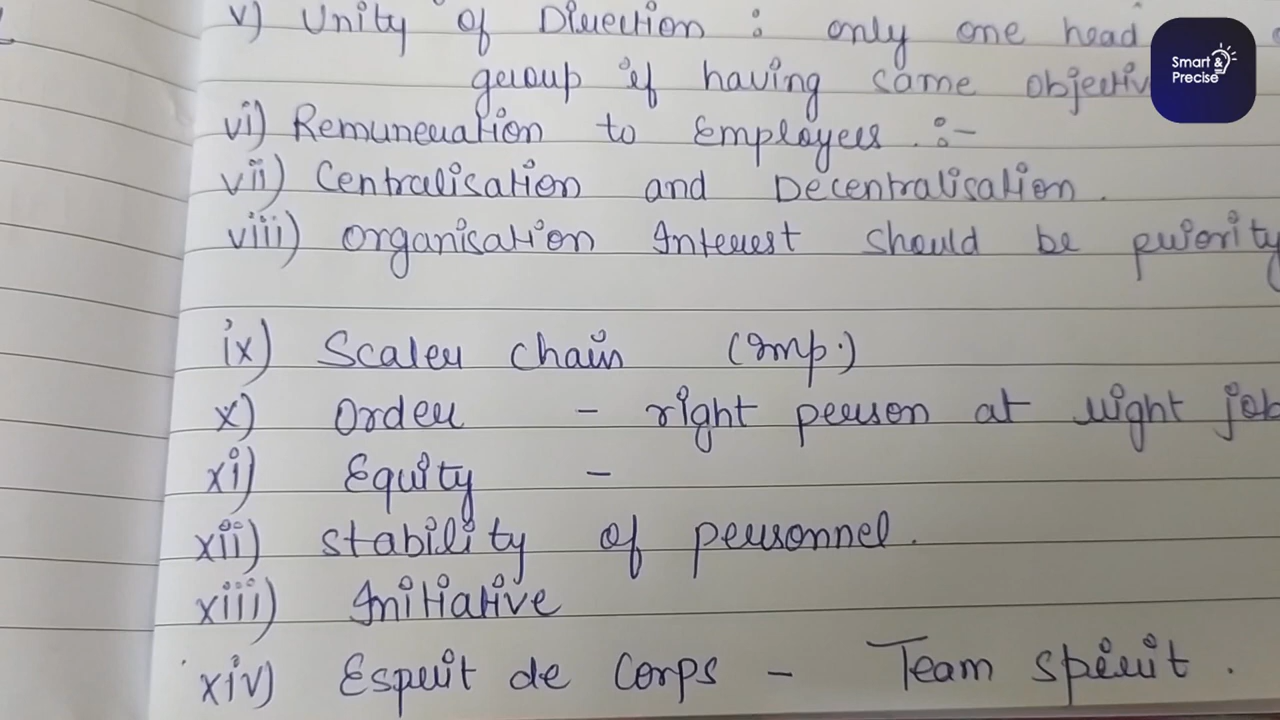 v) Unity of Direction : only one head
group if having same objectiv
vi) Remuneration to Employees :-
vii) Centralisation and Decentralisation.
viii) Organisation Interest should be priority
ix) Scaler chain (Imp.)
x) Order - right person at right job
xi) Equity -
xii) Stability of personnel.
xiii) Initiative
xiv) Esprit de Corps - Team spirit.
Smart &
Precise